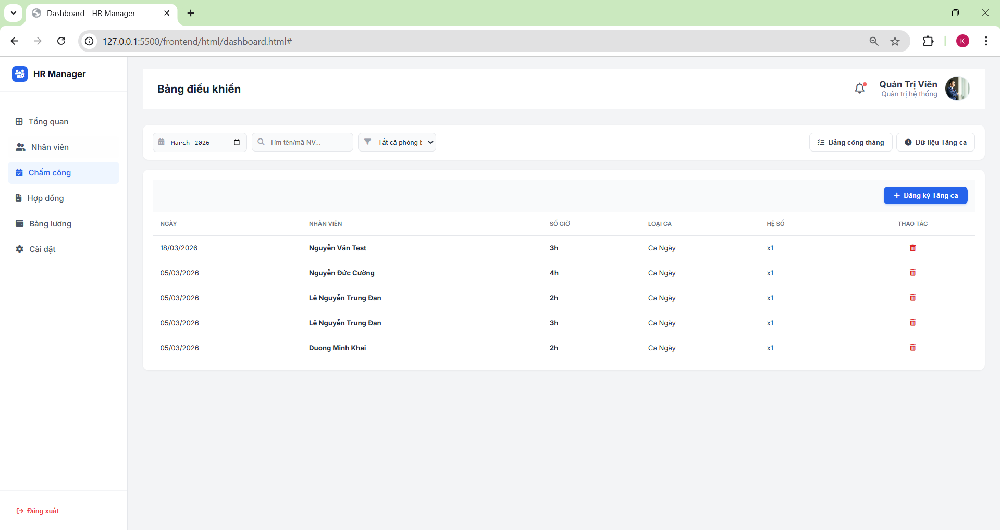 Dashboard - HR Manager
127.0.0.1:5500/frontend/html/dashboard.html#
K
HR Manager
Bảng điều khiển
Quản Trị Viên
Quản trị hệ thống
Tổng quan
Nhân viên
Chấm công
Hợp đồng
Bảng lương
Cài đặt
Đăng xuất
March 2026
Tìm tên/mã NV...
Tất cả phòng
Bảng công tháng
Dữ liệu Tăng ca
+ Đăng ký Tăng ca
NGÀY NHÂN VIÊN SỐ GIỜ LOẠI CA HỆ SỐ THAO TÁC
18/03/2026 Nguyễn Văn Test 3h Ca Ngày x1
05/03/2026 Nguyễn Đức Cường 4h Ca Ngày x1
05/03/2026 Lê Nguyễn Trung Đan 2h Ca Ngày x1
05/03/2026 Lê Nguyễn Trung Đan 3h Ca Ngày x1
05/03/2026 Duong Minh Khai 2h Ca Ngày x1